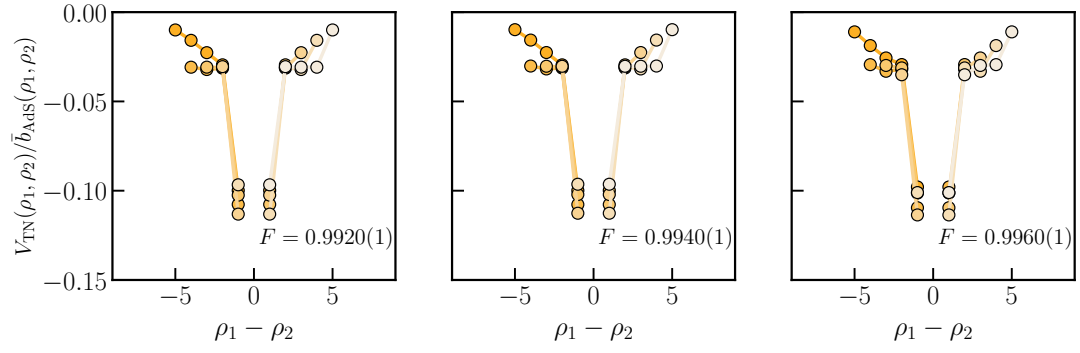 0.00
−0.05
−0.10
−0.15
V_TN(ρ₁, ρ₂)/b̄_AdS(ρ₁, ρ₂)
F = 0.9920(1)
−5 0 5
ρ₁ − ρ₂
F = 0.9940(1)
−5 0 5
ρ₁ − ρ₂
F = 0.9960(1)
−5 0 5
ρ₁ − ρ₂